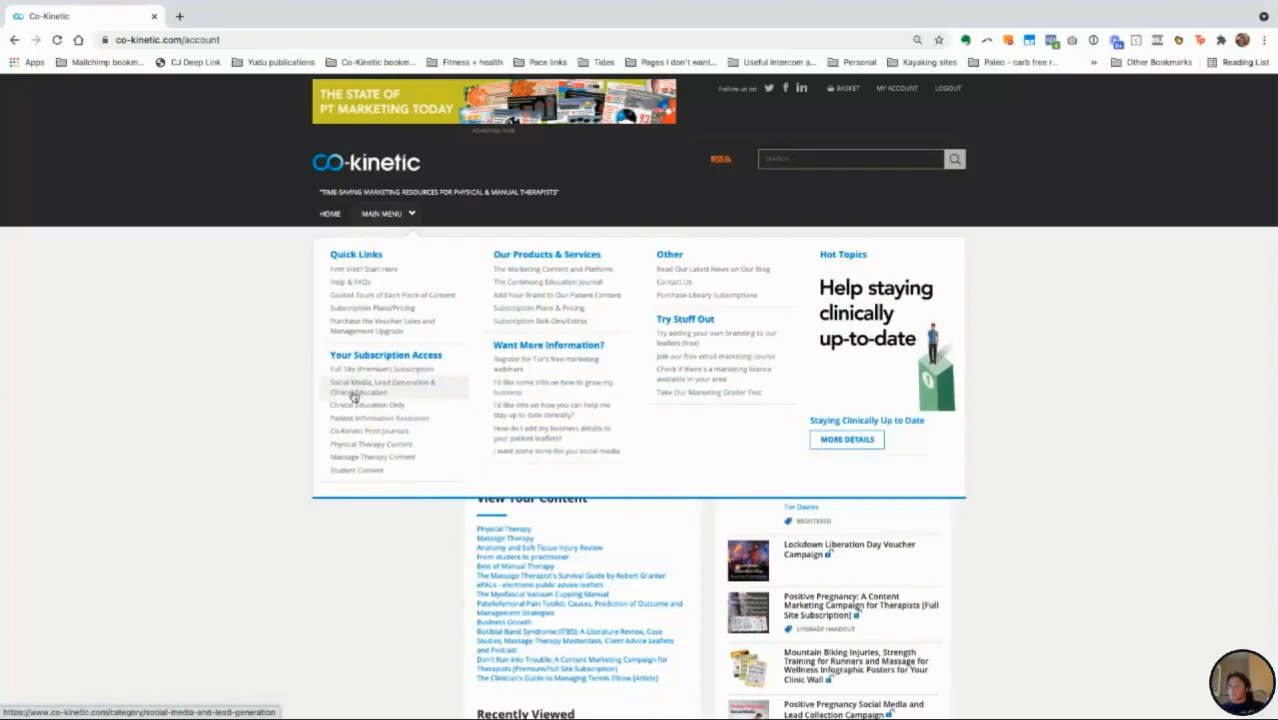 Co-Kinetic
co-kinetic.com/account
Apps
Mailchimp bookm...
CJ Deep Link
Yudu publications
Co-Kinetic bookm...
Fitness + health
Pace links
Tides
Pages I don't want...
Useful Intercom a...
Personal
Kayaking sites
Paleo - carb free r...
»
Other Bookmarks
Reading List
THE STATE OF
PT MARKETING TODAY
ADVERTISE HERE
Follow us on
BASKET
MY ACCOUNT
LOGOUT
CO-kinetic
RSS
SEARCH
"TIME-SAVING MARKETING RESOURCES FOR PHYSICAL & MANUAL THERAPISTS"
HOME
MAIN MENU
Quick Links
First Visit? Start Here
Help & FAQs
Guided Tours of Each Piece of Content
Subscription Plans/Pricing
Purchase the Voucher Sales and
Management Upgrade
Your Subscription Access
Full Site (Premium) Subscription
Social Media, Lead Generation &
Clinical Education
Clinical Education Only
Patient Information Resources
Co-Kinetic Print Journals
Physical Therapy Content
Massage Therapy Content
Student Content
Our Products & Services
The Marketing Content and Platform
The Continuing Education Journal
Add Your Brand to Our Patient Content
Subscription Plans & Pricing
Subscription Bolt-Ons/Extras
Want More Information?
Register for Tor's free marketing
webinars
I'd like some info on how to grow my
business
I'd like info on how you can help me
stay up to date clinically?
How do I add my business details to
your patient leaflets?
I want some done-for-you social media
Other
Read Our Latest News on Our Blog
Contact Us
Purchase Library Subscriptions
Try Stuff Out
Try adding your own branding to our
leaflets (free)
Join our free email marketing course
Check if there's a marketing licence
available in your area
Take Our Marketing Grader Test
Hot Topics
Help staying
clinically
up-to-date
Staying Clinically Up to Date
MORE DETAILS
View Your Content
Physical Therapy
Massage Therapy
Anatomy and Soft Tissue Injury Review
From student to practitioner
Best of Manual Therapy
The Massage Therapist's Survival Guide by Robert Granter
ePALs - electronic public advice leaflets
The Myofascial Vacuum Cupping Manual
Patellofemoral Pain Toolkit: Causes, Prediction of Outcome and
Management Strategies
Business Growth
Iliotibial Band Syndrome (ITBS): A Literature Review, Case
Studies, Massage Therapy Masterclass, Client Advice Leaflets
and Podcast
Don't Run Into Trouble: A Content Marketing Campaign for
Therapists [Premium/Full Site Subscription]
The Clinician's Guide to Managing Tennis Elbow [Article]
Recently Viewed
Tor Davies
REGISTERED
Lockdown Liberation Day Voucher
Campaign
Positive Pregnancy: A Content
Marketing Campaign for Therapists [Full
Site Subscription]
UPGRADE HANDOUT
Mountain Biking Injuries, Strength
Training for Runners and Massage for
Wellness Infographic Posters for Your
Clinic Wall
Positive Pregnancy Social Media and
Lead Collection Campaign
https://www.co-kinetic.com/category/social-media-and-lead-generation